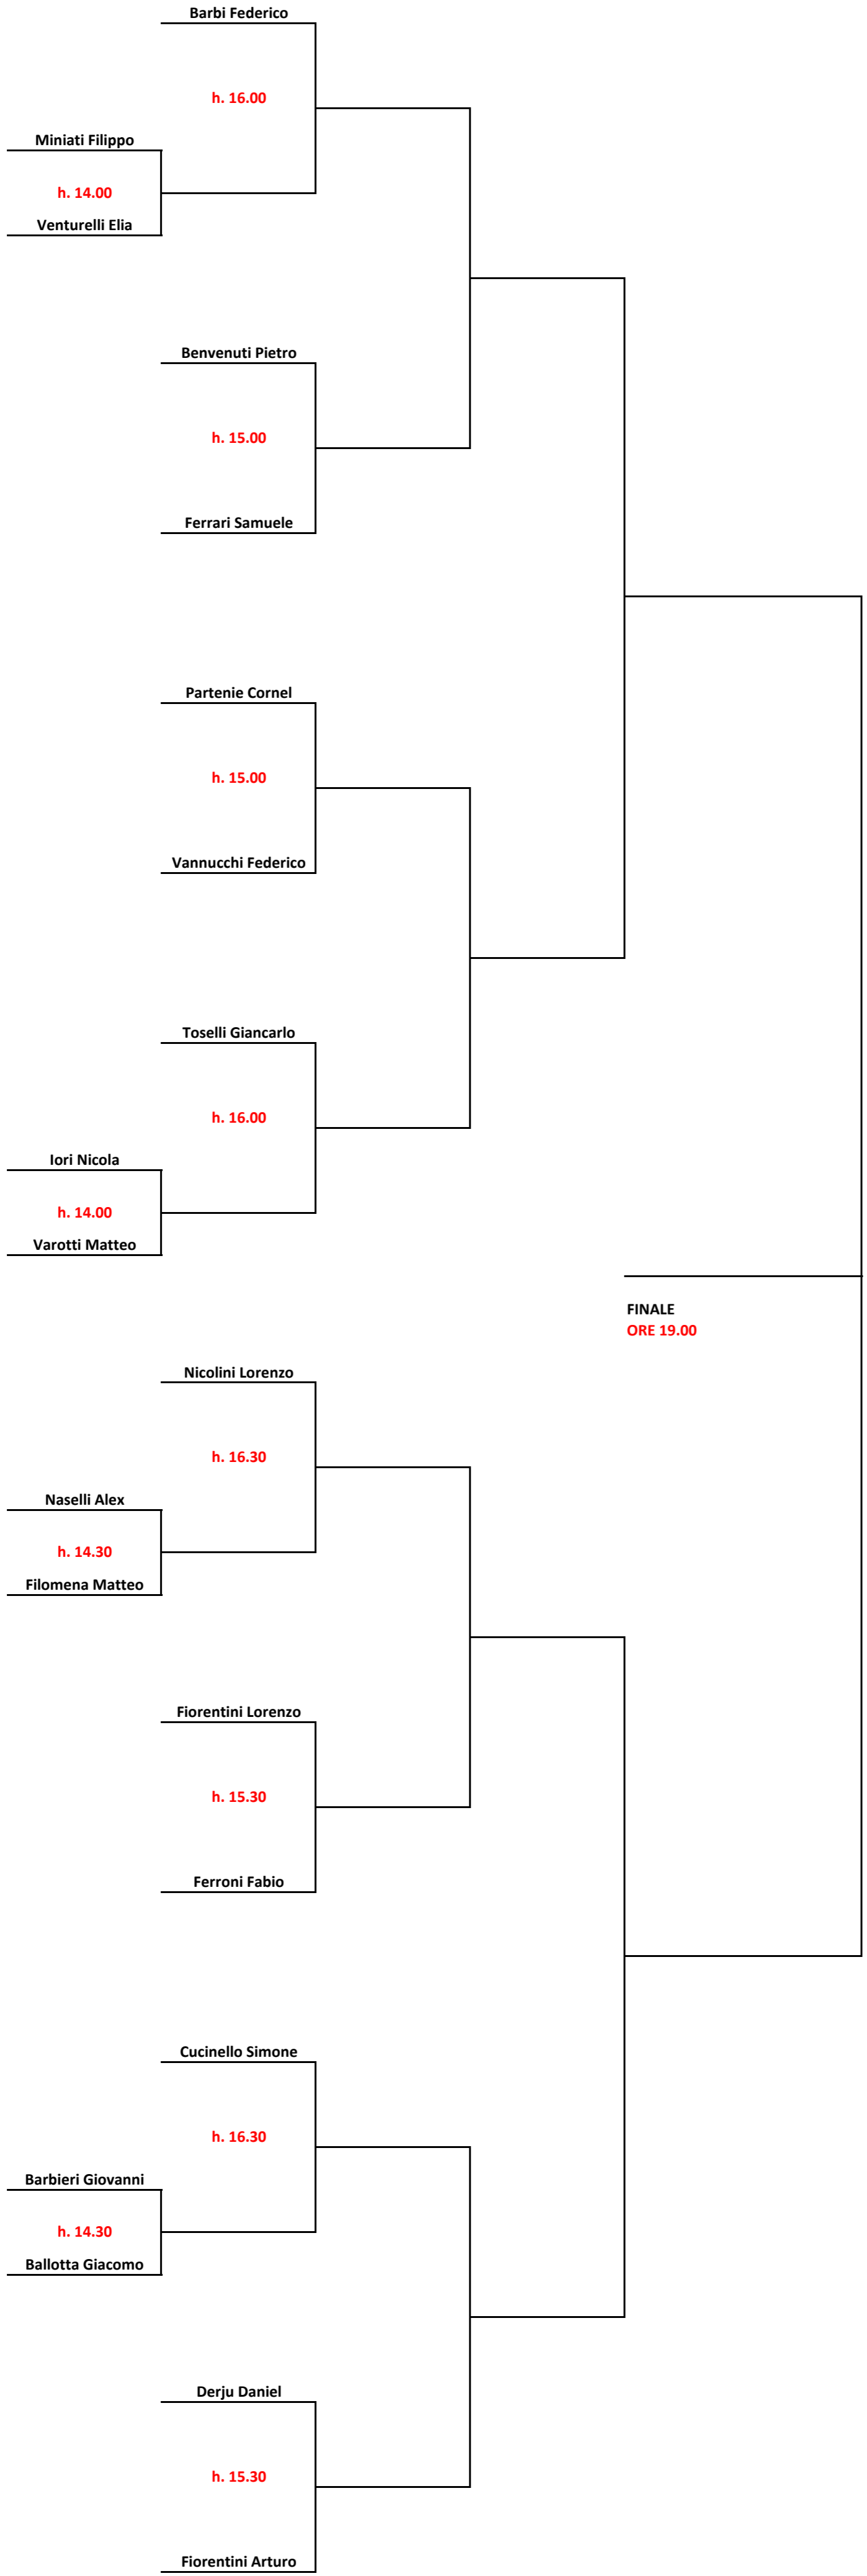 Barbi Federico
h. 16.00
Miniati Filippo
h. 14.00
Venturelli Elia
Benvenuti Pietro
h. 15.00
Ferrari Samuele
Partenie Cornel
h. 15.00
Vannucchi Federico
Toselli Giancarlo
h. 16.00
Iori Nicola
h. 14.00
Varotti Matteo
FINALE
ORE 19.00
Nicolini Lorenzo
h. 16.30
Naselli Alex
h. 14.30
Filomena Matteo
Fiorentini Lorenzo
h. 15.30
Ferroni Fabio
Cucinello Simone
h. 16.30
Barbieri Giovanni
h. 14.30
Ballotta Giacomo
Derju Daniel
h. 15.30
Fiorentini Arturo